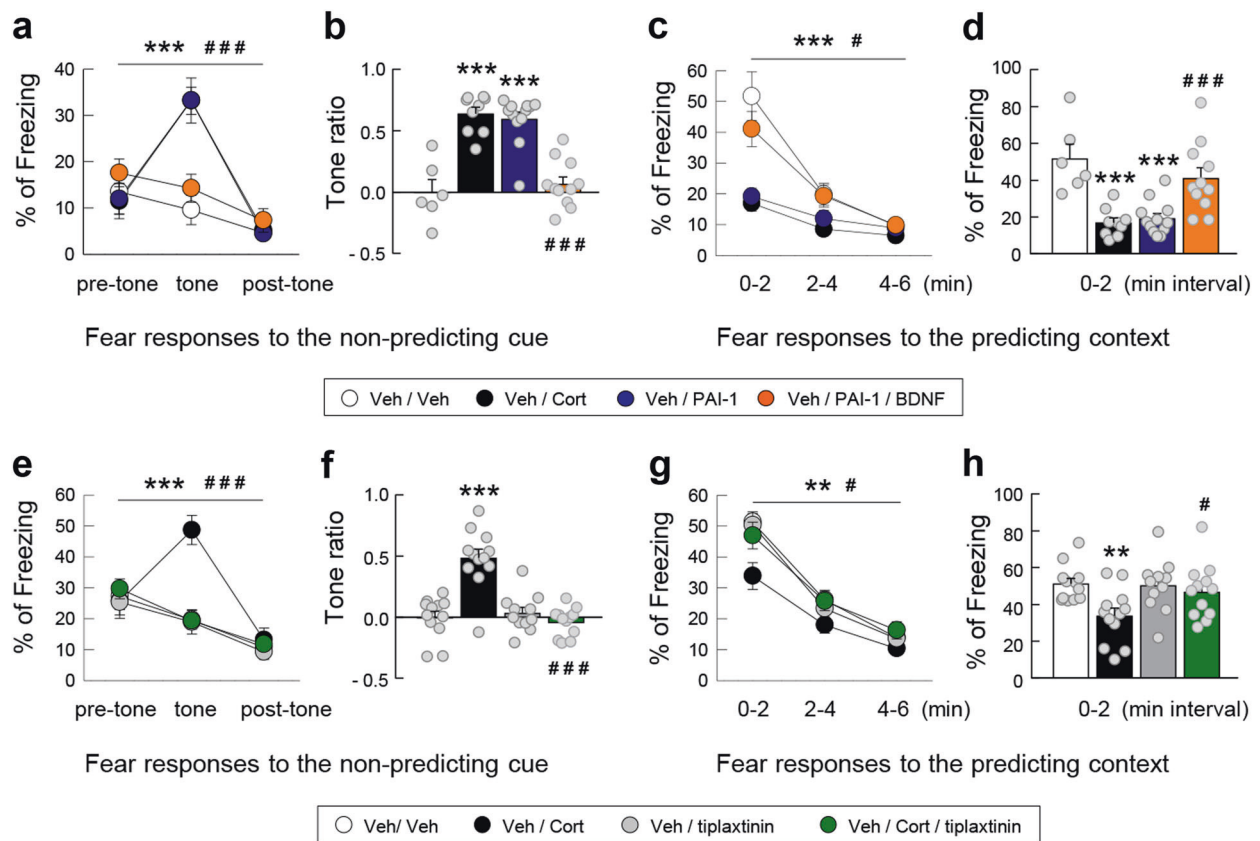 a
*** ###
% of Freezing
40
30
20
10
0
pre-tone tone post-tone
b
*** ***
Tone ratio
1.0
0.5
0.0
- 0.5
###
c
*** #
% of Freezing
60
50
40
30
20
10
0
0-2 2-4 4-6 (min)
d
###
*** ***
% of Freezing
100
80
60
40
20
0
0-2 (min interval)
Fear responses to the non-predicting cue
Fear responses to the predicting context
Veh / Veh Veh / Cort Veh / PAI-1 Veh / PAI-1 / BDNF
e
*** ###
% of Freezing
60
50
40
30
20
10
0
pre-tone tone post-tone
f
***
Tone ratio
1.0
0.5
0.0
- 0.5
###
g
** #
% of Freezing
60
50
40
30
20
10
0
0-2 2-4 4-6 (min)
h
#
**
% of Freezing
100
80
60
40
20
0
0-2 (min interval)
Fear responses to the non-predicting cue
Fear responses to the predicting context
Veh/ Veh Veh / Cort Veh / tiplaxtinin Veh / Cort / tiplaxtinin